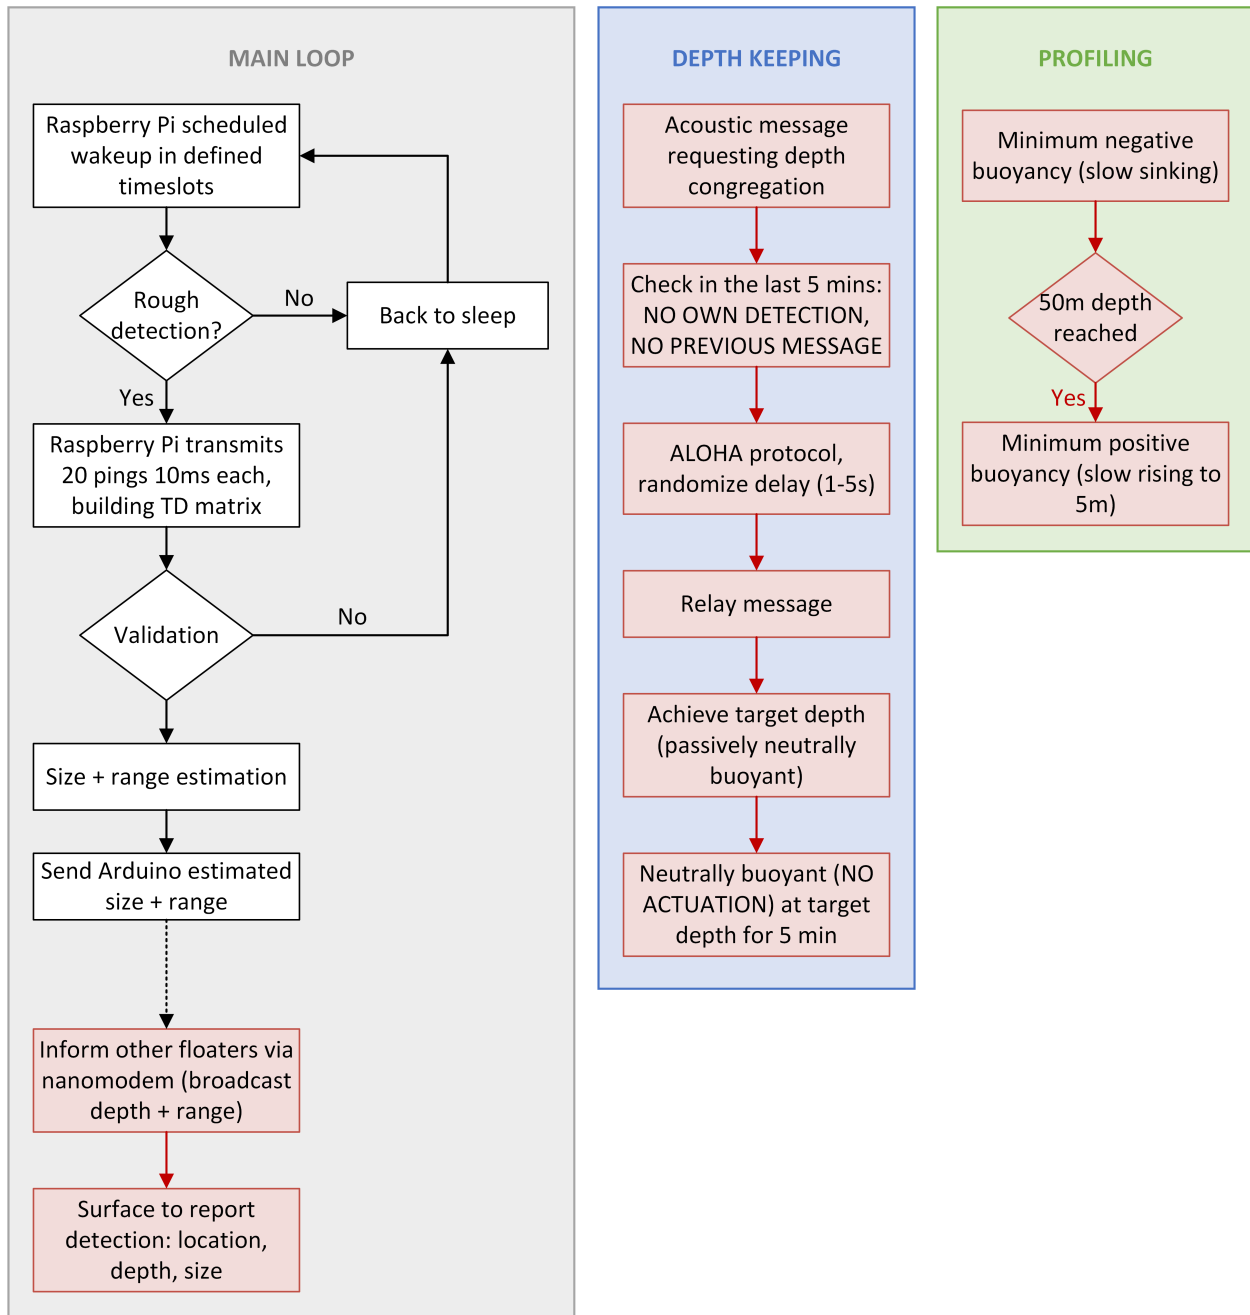 MAIN LOOP
Raspberry Pi scheduled
wakeup in defined
timeslots
Rough
detection?
No
Back to sleep
Yes
Raspberry Pi transmits
20 pings 10ms each,
building TD matrix
Validation
No
Size + range estimation
Send Arduino estimated
size + range
Inform other floaters via
nanomodem (broadcast
depth + range)
Surface to report
detection: location,
depth, size
DEPTH KEEPING
Acoustic message
requesting depth
congregation
Check in the last 5 mins:
NO OWN DETECTION,
NO PREVIOUS MESSAGE
ALOHA protocol,
randomize delay (1-5s)
Relay message
Achieve target depth
(passively neutrally
buoyant)
Neutrally buoyant (NO
ACTUATION) at target
depth for 5 min
PROFILING
Minimum negative
buoyancy (slow sinking)
50m depth
reached
Yes
Minimum positive
buoyancy (slow rising to
5m)